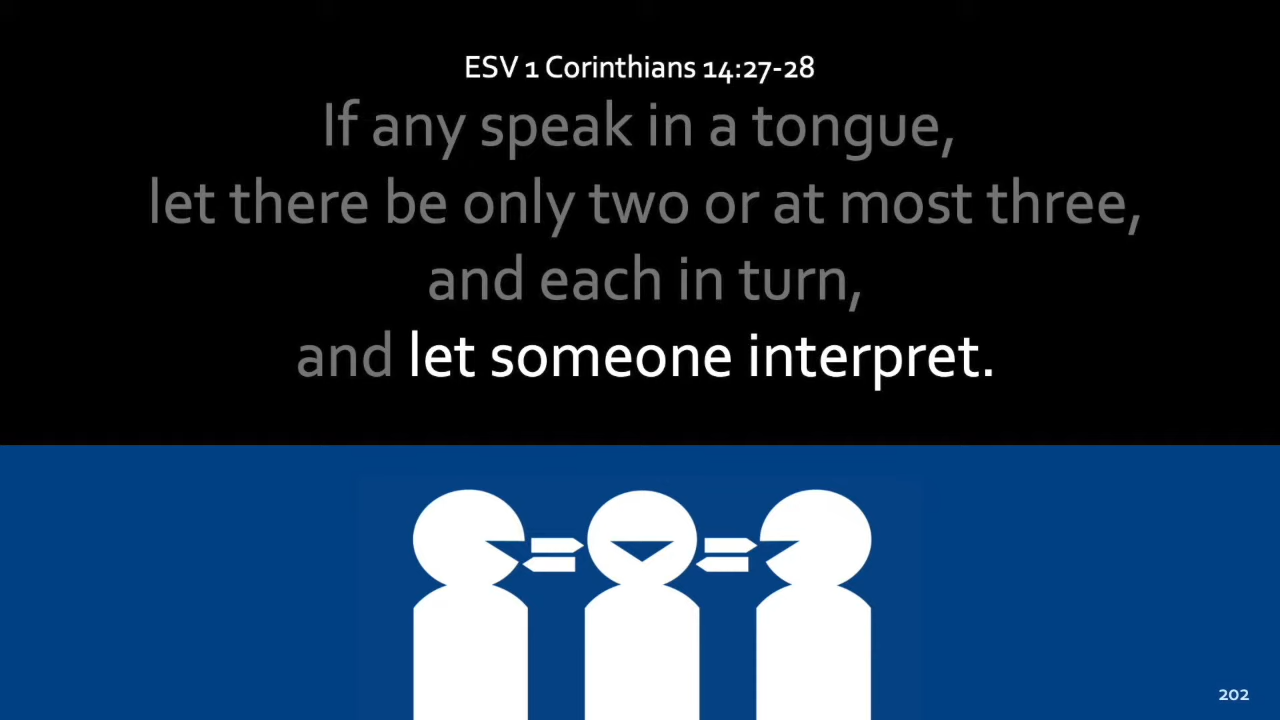 ESV 1 Corinthians 14:27-28
If any speak in a tongue,
let there be only two or at most three,
and each in turn,
and let someone interpret.
202